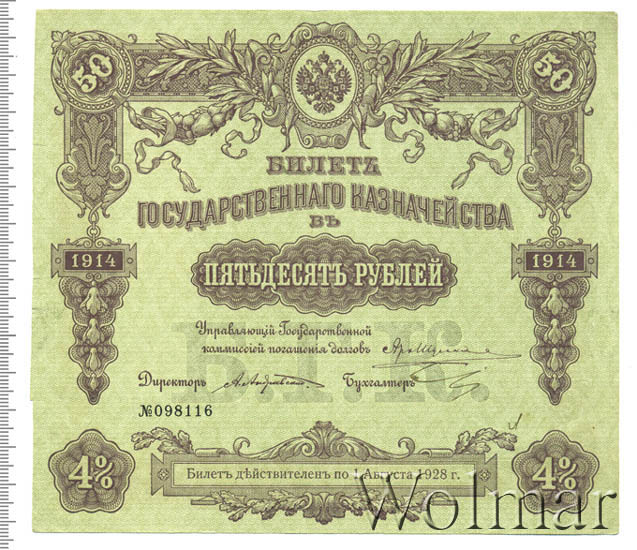 50 50
БИЛЕТЪ
ГОСУДАРСТВЕННАГО КАЗНАЧЕЙСТВА
ВЪ
1914 ПЯТЬДЕСЯТЪ РУБЛЕЙ 1914
Управляющій Государственной
коммиссіей погашенія долговъ
Директоръ Бухгалтеръ
№098116
4% Билетъ дѣйствителенъ по 1 Августа 1928 г. 4%
Wolmar